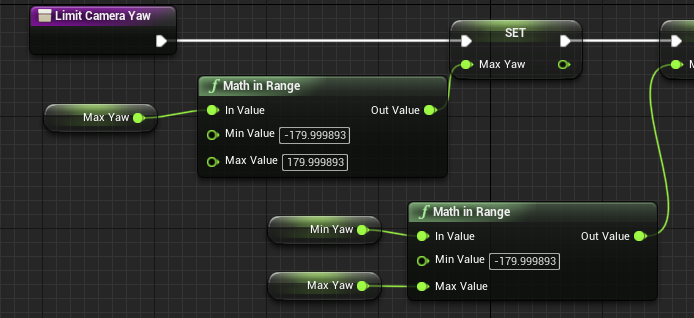 Limit Camera Yaw
SET
Max Yaw
Math in Range
In Value
Out Value
Min Value -179.999893
Max Value 179.999893
Max Yaw
Math in Range
In Value
Out Value
Min Value -179.999893
Max Value
Min Yaw
Max Yaw